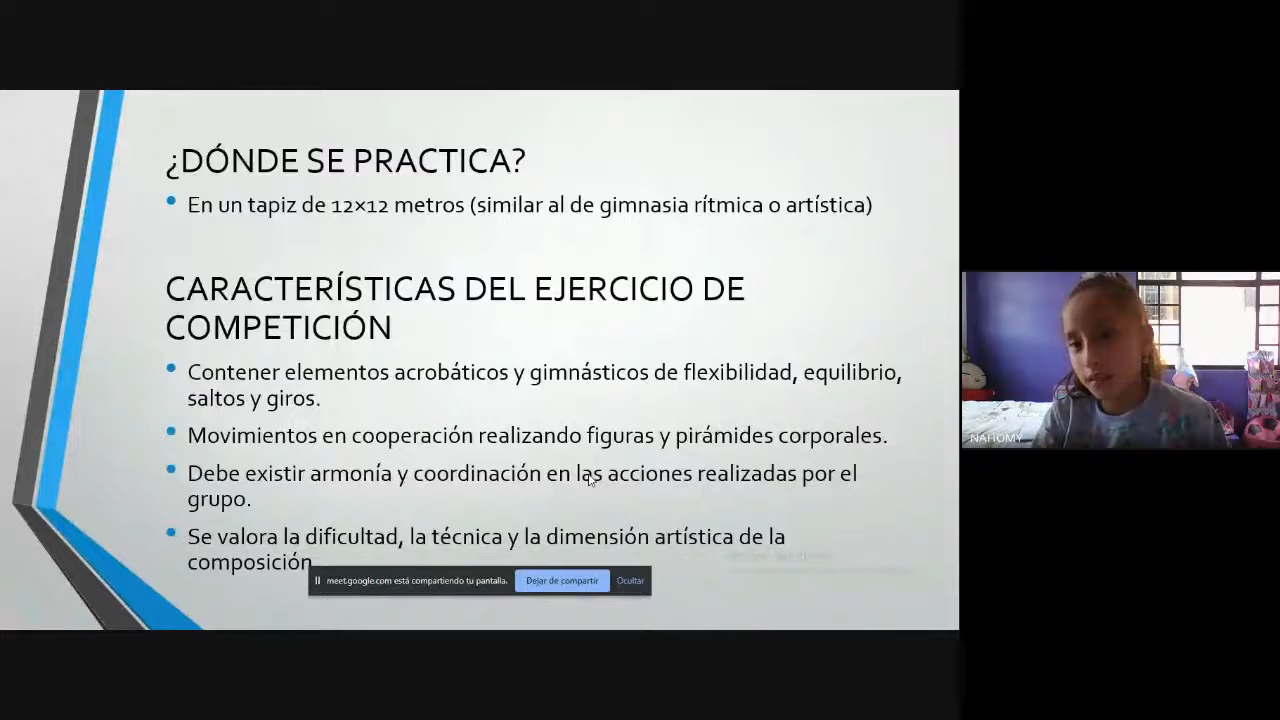 ¿DÓNDE SE PRACTICA?
• En un tapiz de 12×12 metros (similar al de gimnasia rítmica o artística)
CARACTERÍSTICAS DEL EJERCICIO DE
COMPETICIÓN
• Contener elementos acrobáticos y gimnásticos de flexibilidad, equilibrio,
saltos y giros.
• Movimientos en cooperación realizando figuras y pirámides corporales.
• Debe existir armonía y coordinación en las acciones realizadas por el
grupo.
• Se valora la dificultad, la técnica y la dimensión artística de la
composición
meet.google.com está compartiendo tu pantalla. Dejar de compartir Ocultar
NAHOMY